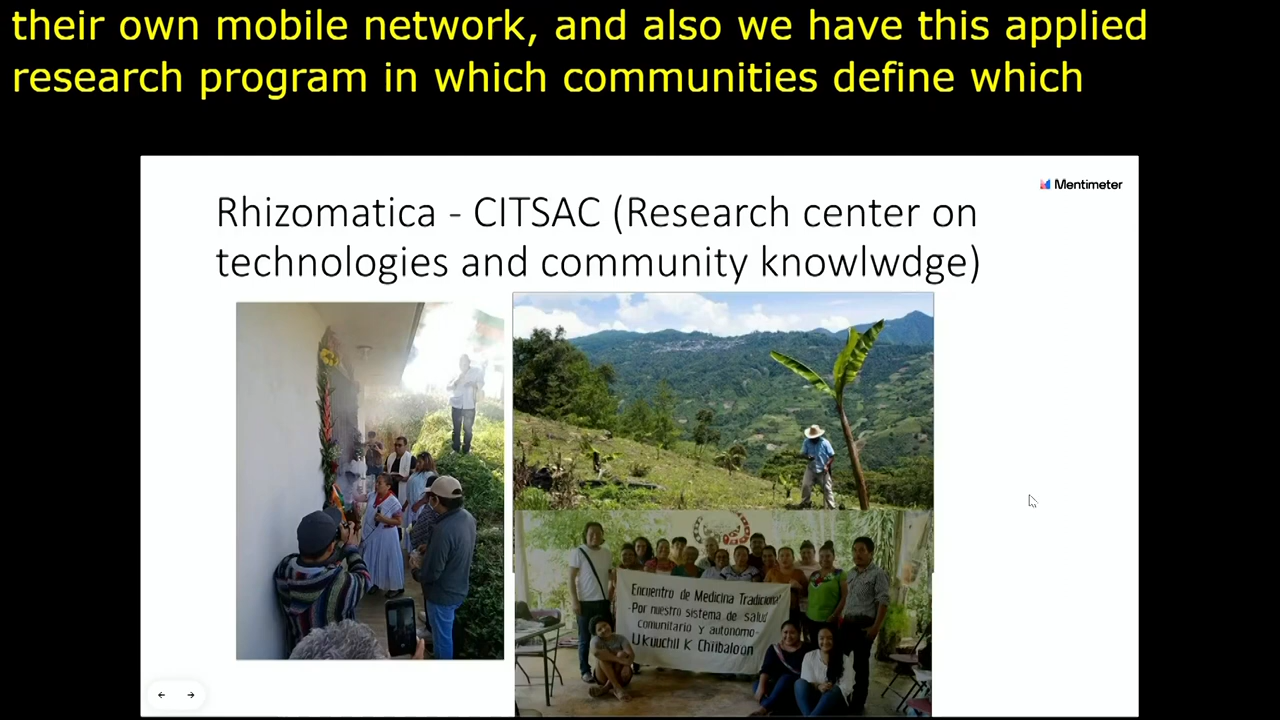 their own mobile network, and also we have this applied
research program in which communities define which
Mentimeter
Rhizomatica - CITSAC (Research center on
technologies and community knowlwdge)
Encuentro de Medicina Tradicional
-Por nuestro sistema de salud
comunitario y autónomo-
Ukuuchil K Chiibaloon